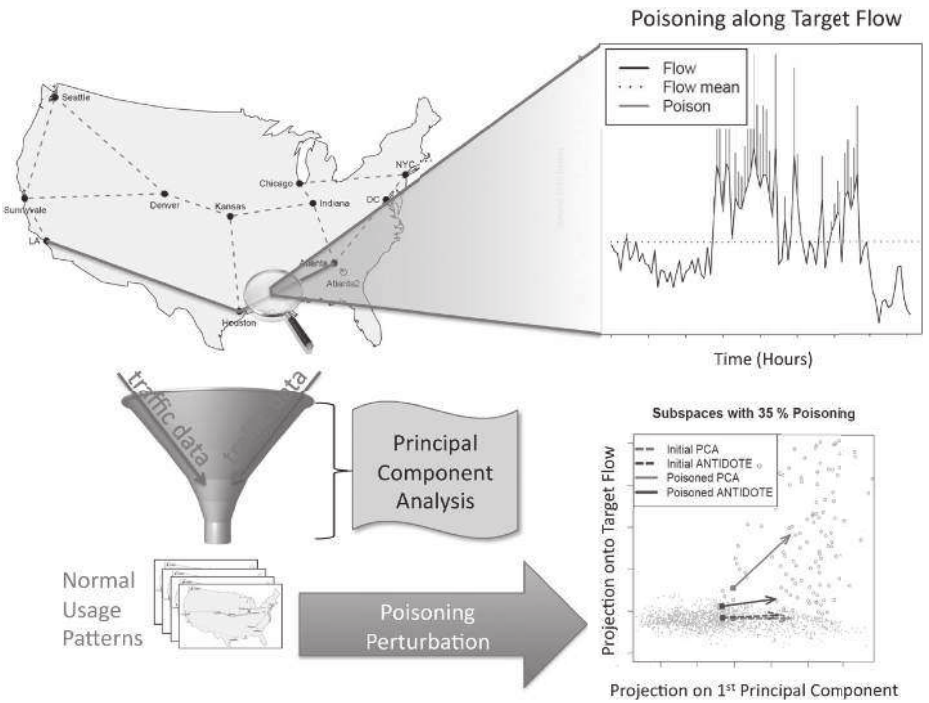 Poisoning along Target Flow
Flow
Flow mean
Poison
Time (Hours)
Seattle
Sunnyvale
LA
Denver
Kansas
Houston
Chicago
Indiana
Atlanta
Atlanta2
NYC
DC
traffic data
data
Principal
Component
Analysis
Normal
Usage
Patterns
Poisoning
Perturbation
Subspaces with 35 % Poisoning
Initial PCA
Initial ANTIDOTE
Poisoned PCA
Poisoned ANTIDOTE
Projection onto Target Flow
Projection on 1st Principal Component